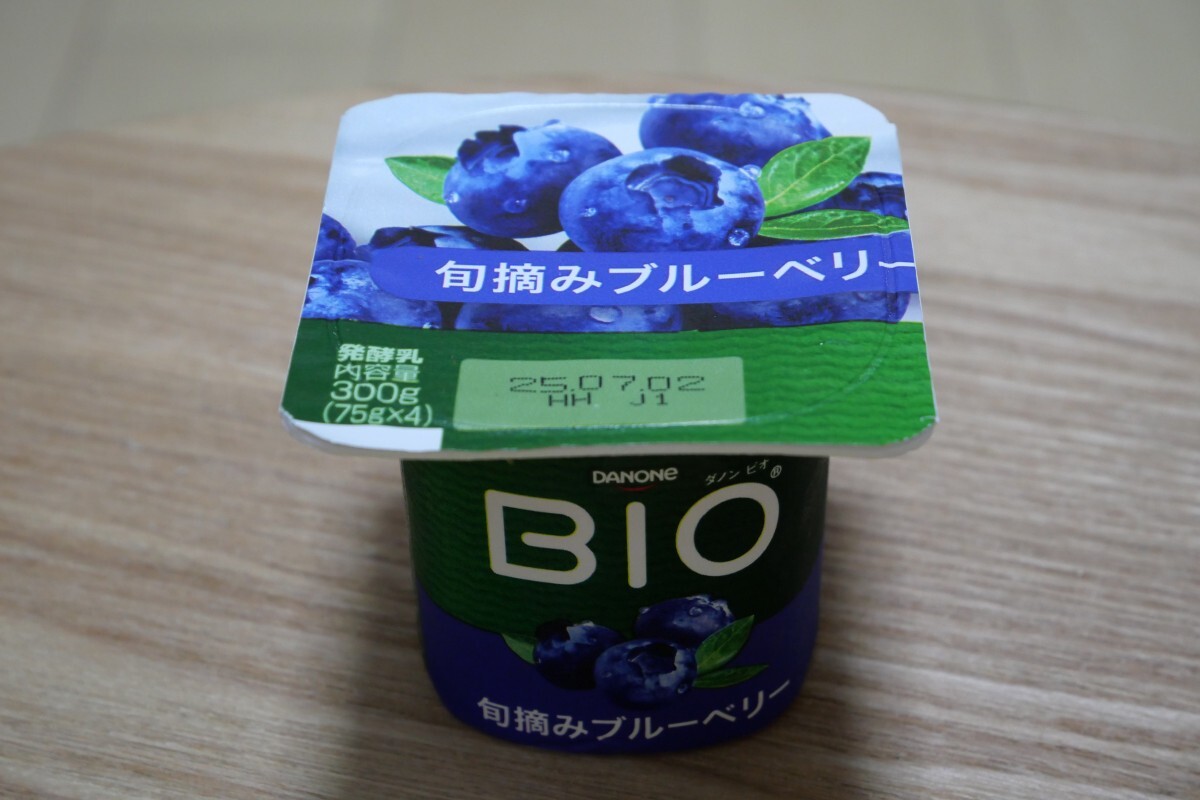 旬摘みブルーベリー
発酵乳
内容量
300g
(75g×4)
25.07.02
HH J1
DANONE
ダノン ビオ®
BIO
旬摘みブルーベリー